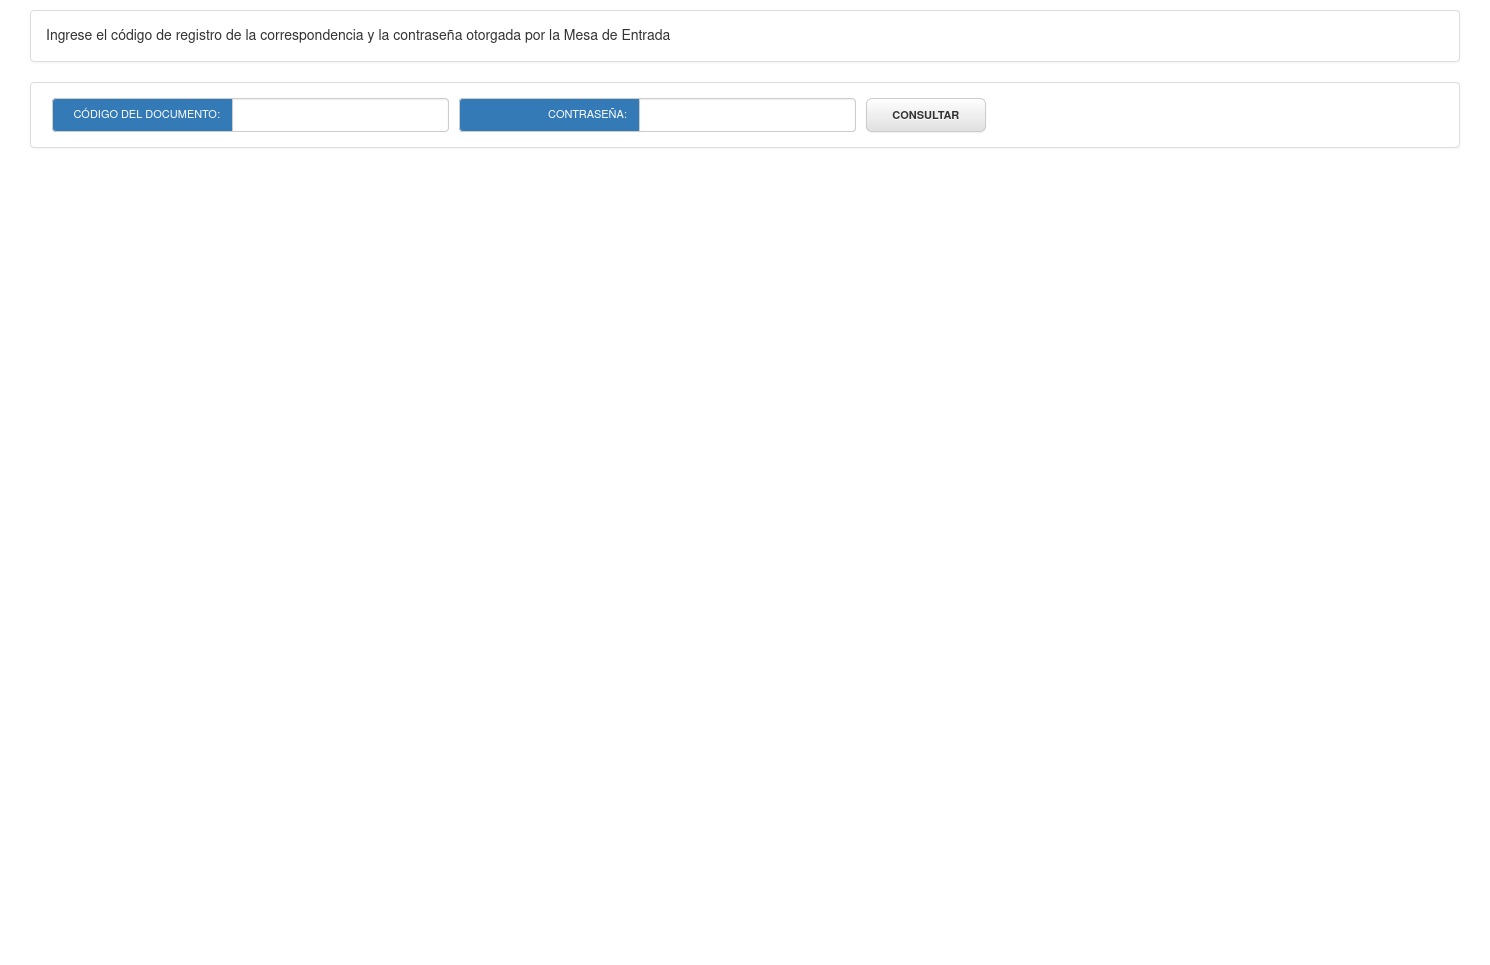 Ingrese el código de registro de la correspondencia y la contraseña otorgada por la Mesa de Entrada
CÓDIGO DEL DOCUMENTO: CONTRASEÑA: CONSULTAR